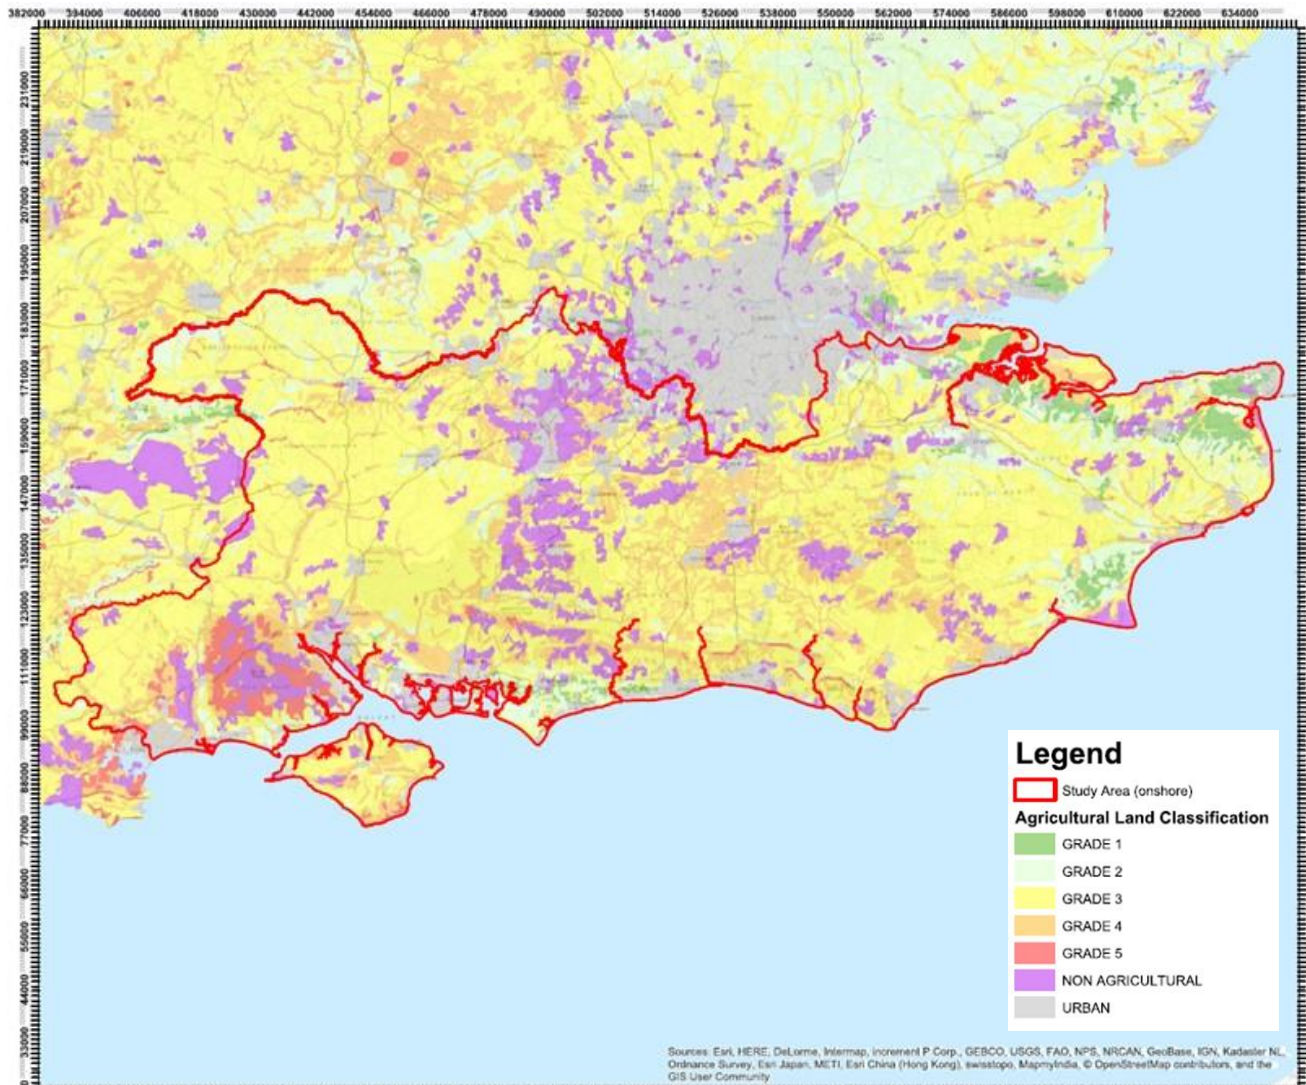 382000 394000 406000 418000 430000 442000 454000 466000 478000 490000 502000 514000 526000 538000 550000 562000 574000 586000 598000 610000 622000 634000
231000
219000
207000
195000
183000
171000
159000
147000
135000
123000
111000
99000
88000
77000
66000
55000
44000
33000
Legend
Study Area (onshore)
Agricultural Land Classification
GRADE 1
GRADE 2
GRADE 3
GRADE 4
GRADE 5
NON AGRICULTURAL
URBAN
Sources: Esri, HERE, DeLorme, Intermap, increment P Corp., GEBCO, USGS, FAO, NPS, NRCAN, GeoBase, IGN, Kadaster NL,
Ordnance Survey, Esri Japan, METI, Esri China (Hong Kong), swisstopo, MapmyIndia, © OpenStreetMap contributors, and the
GIS User Community